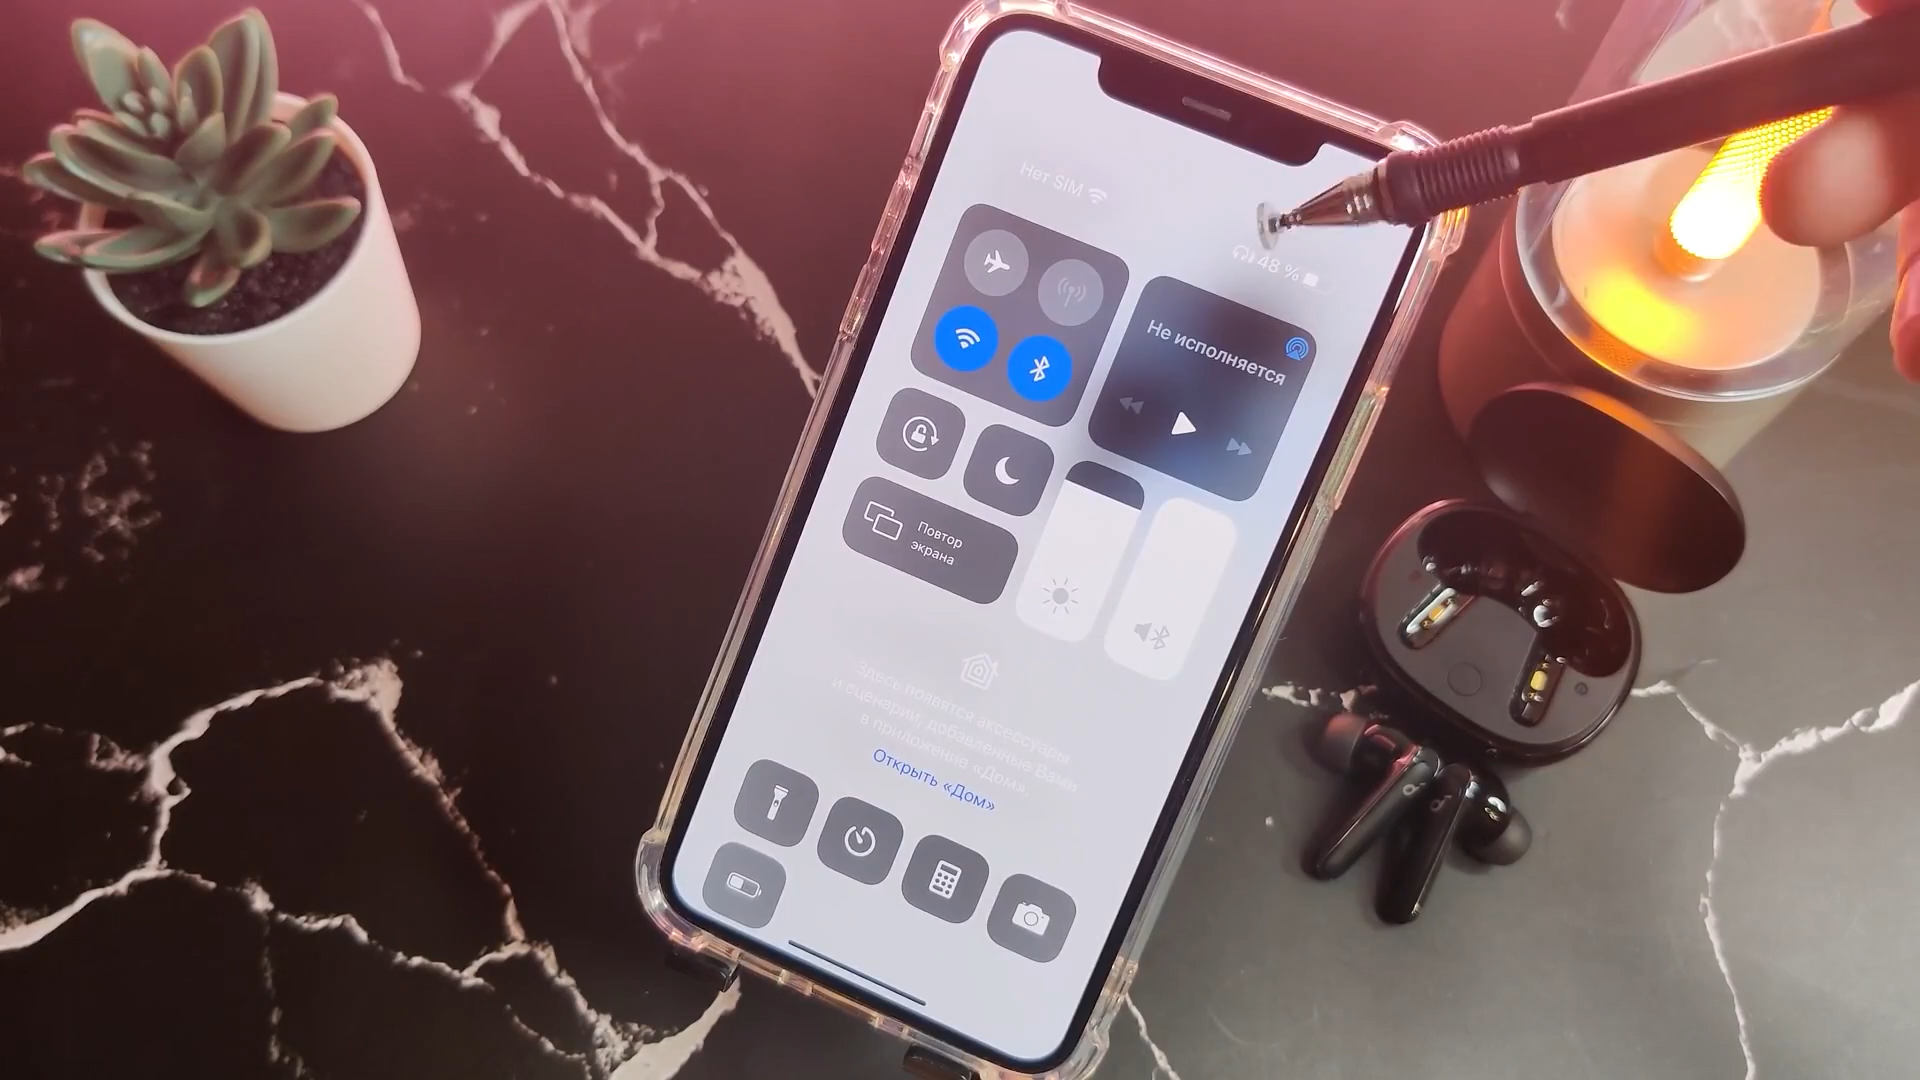 Нет SIM
48 %
Не исполняется
Повтор
экрана
Здесь появятся аксессуары
и сценарии, добавленные Вами
в приложение «Дом».
Открыть «Дом»